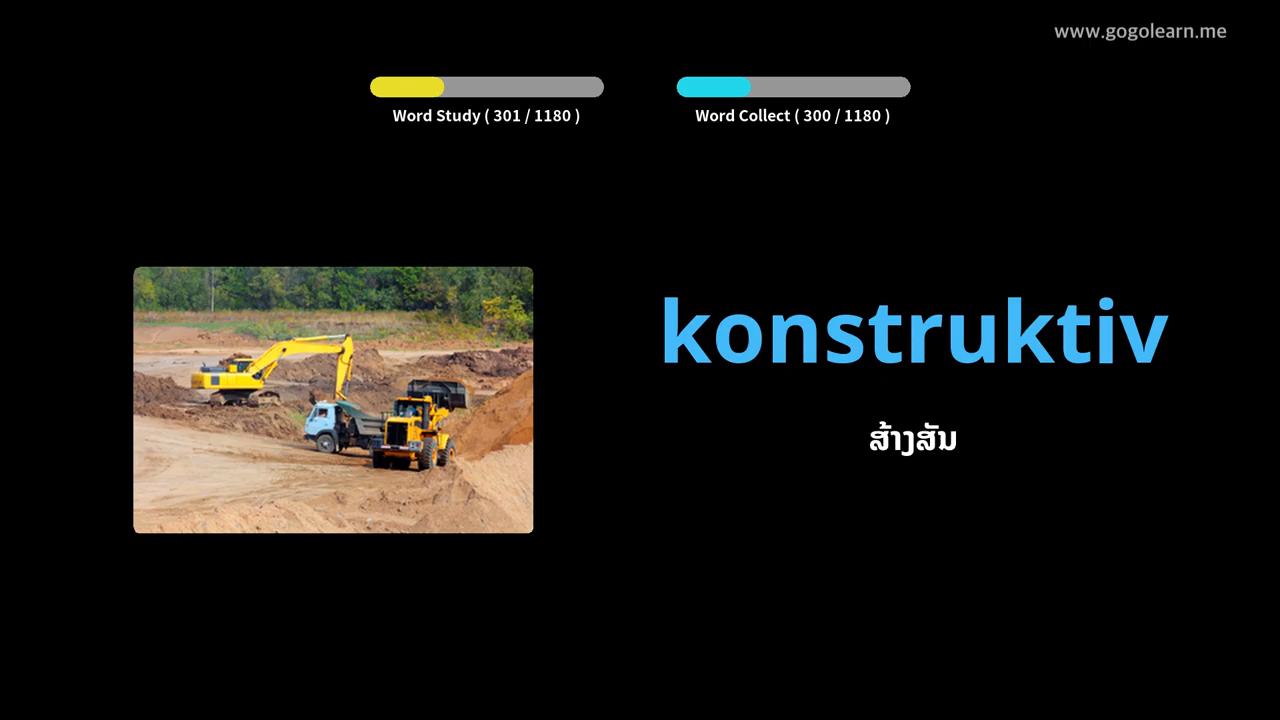 www.gogolearn.me
Word Study ( 301 / 1180 )
Word Collect ( 300 / 1180 )
konstruktiv
ສ້າງສັນ